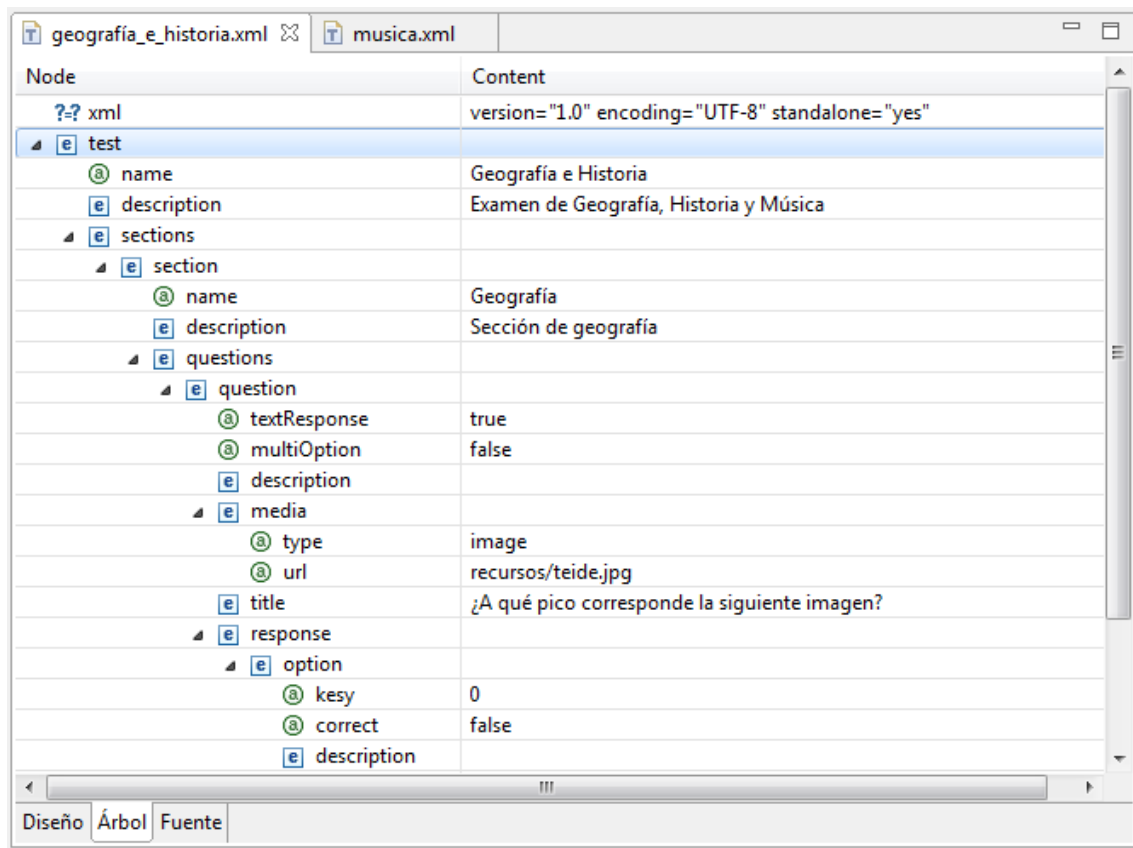 geografía_e_historia.xml musica.xml
Node Content
?=? xml version="1.0" encoding="UTF-8" standalone="yes"
e test
a name Geografía e Historia
e description Examen de Geografía, Historia y Música
e sections
e section
a name Geografía
e description Sección de geografía
e questions
e question
a textResponse true
a multiOption false
e description
e media
a type image
a url recursos/teide.jpg
e title ¿A qué pico corresponde la siguiente imagen?
e response
e option
a kesy 0
a correct false
e description
Diseño Árbol Fuente